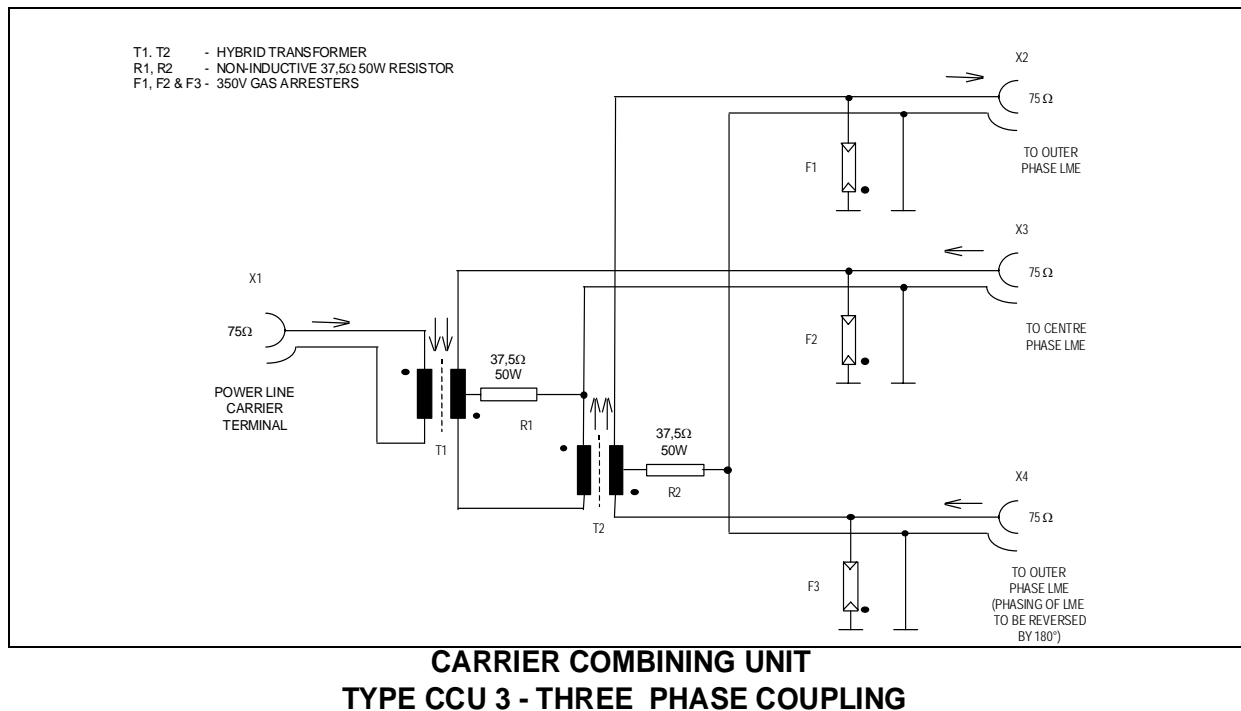 T1. T2 - HYBRID TRANSFORMER
R1, R2 - NON-INDUCTIVE 37,5Ω 50W RESISTOR
F1, F2 & F3 - 350V GAS ARRESTERS
X2
75 Ω
TO OUTER
PHASE LME
F1
X3
75 Ω
TO CENTRE
PHASE LME
F2
X1
75Ω
POWER LINE
CARRIER
TERMINAL
T1
37,5Ω
50W
R1
37,5Ω
50W
R2
T2
X4
75 Ω
TO OUTER
PHASE LME
(PHASING OF LME
TO BE REVERSED
BY 180°)
F3
CARRIER COMBINING UNIT
TYPE CCU 3 - THREE PHASE COUPLING